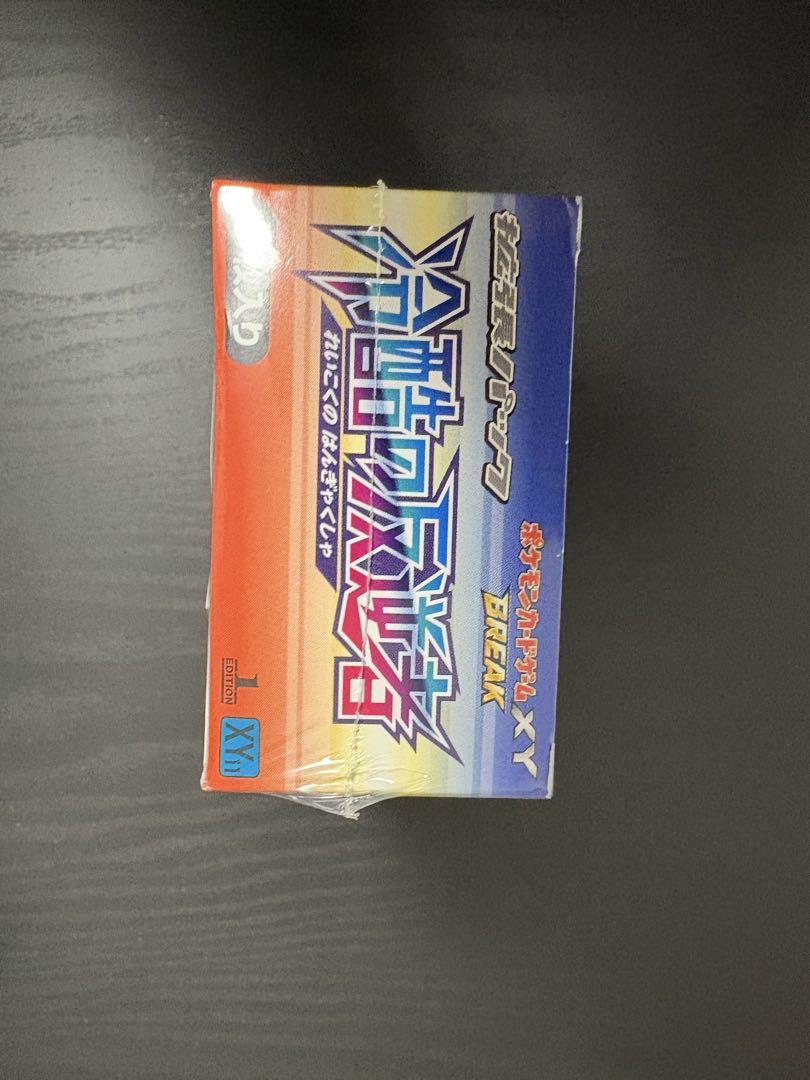 拡張パック
ポケモンカードゲーム XY
BREAK
冷酷の反逆者
れいこくの はんぎゃくしゃ
入り
1
EDITION
XY11